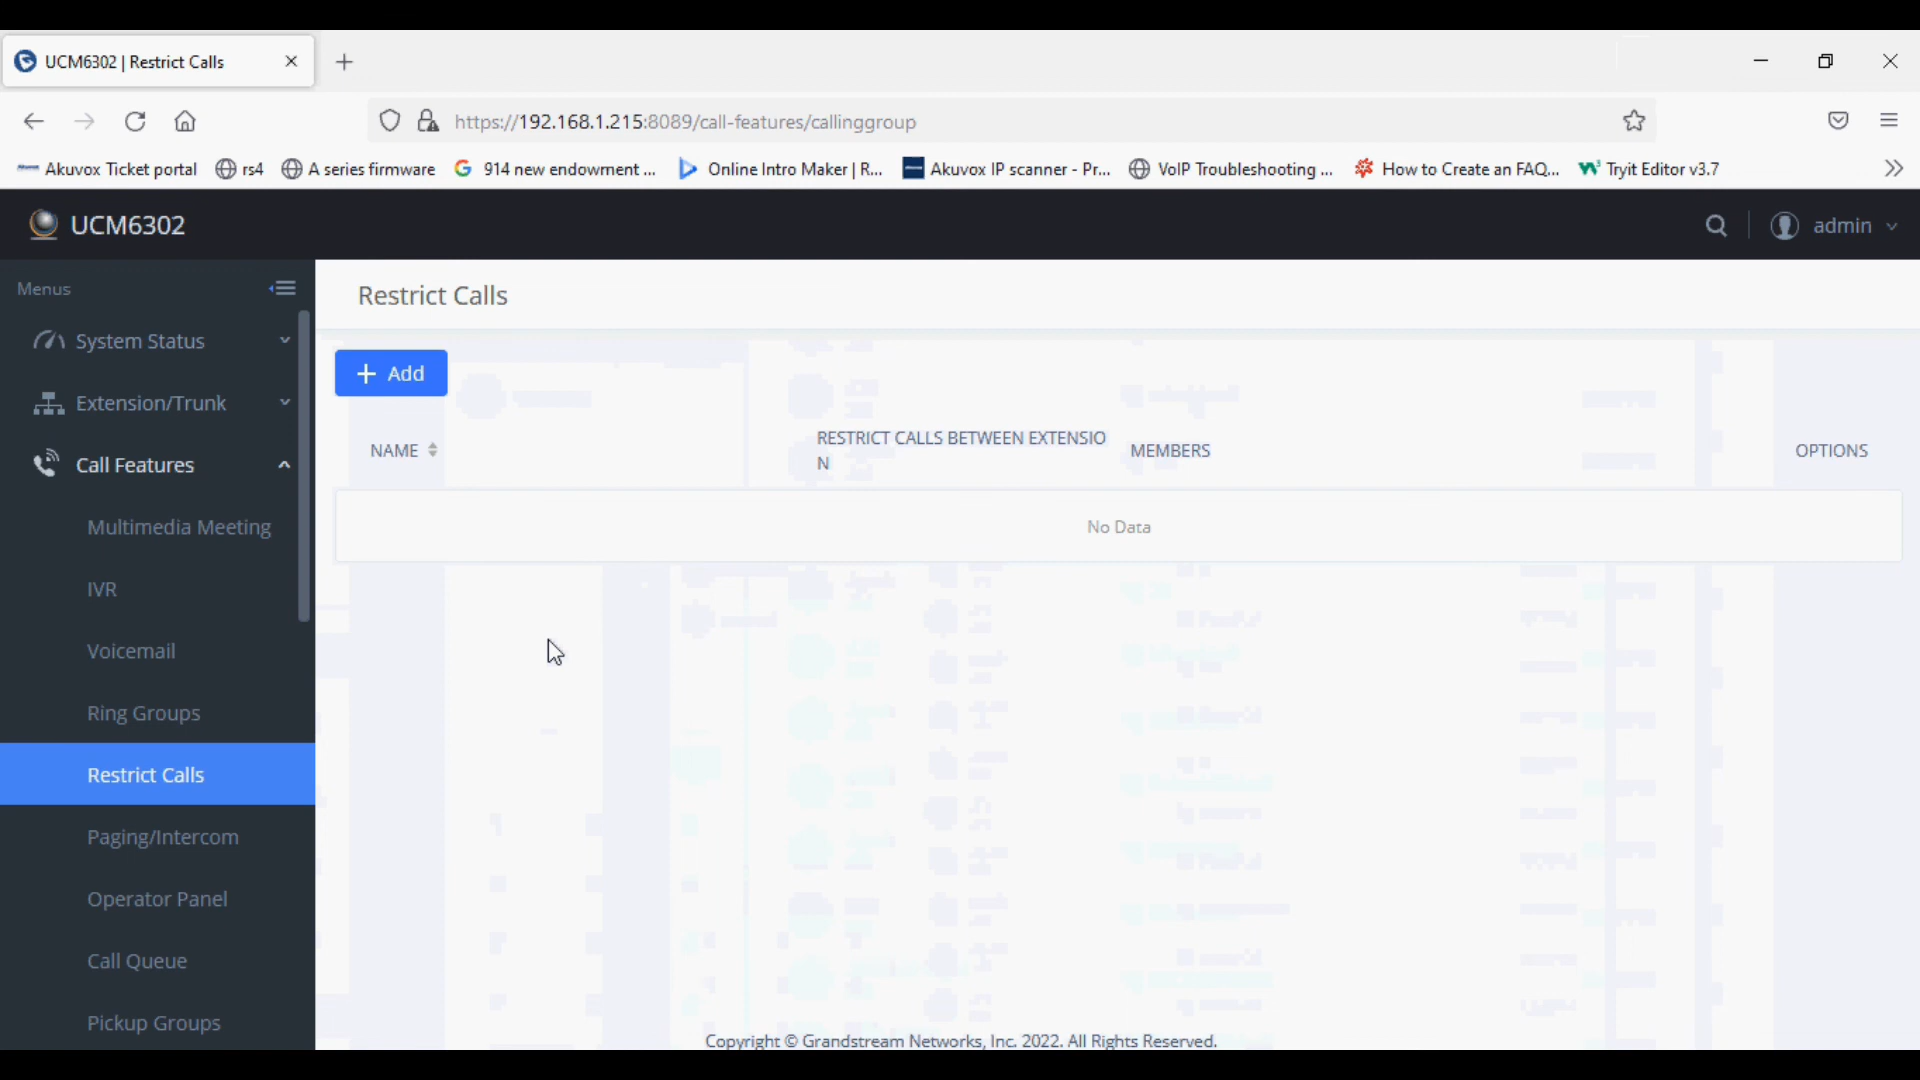 UCM6302 | Restrict Calls
https://192.168.1.215:8089/call-features/callinggroup
Akuvox Ticket portal rs4 A series firmware 914 new endowment ... Online Intro Maker | R... Akuvox IP scanner - Pr... VoIP Troubleshooting ... How to Create an FAQ... Tryit Editor v3.7
UCM6302 admin
Menus
System Status
Extension/Trunk
Call Features
Multimedia Meeting
IVR
Voicemail
Ring Groups
Restrict Calls
Paging/Intercom
Operator Panel
Call Queue
Pickup Groups
Restrict Calls
+ Add
NAME RESTRICT CALLS BETWEEN EXTENSIO
N MEMBERS OPTIONS
No Data
Copyright © Grandstream Networks, Inc. 2022. All Rights Reserved.